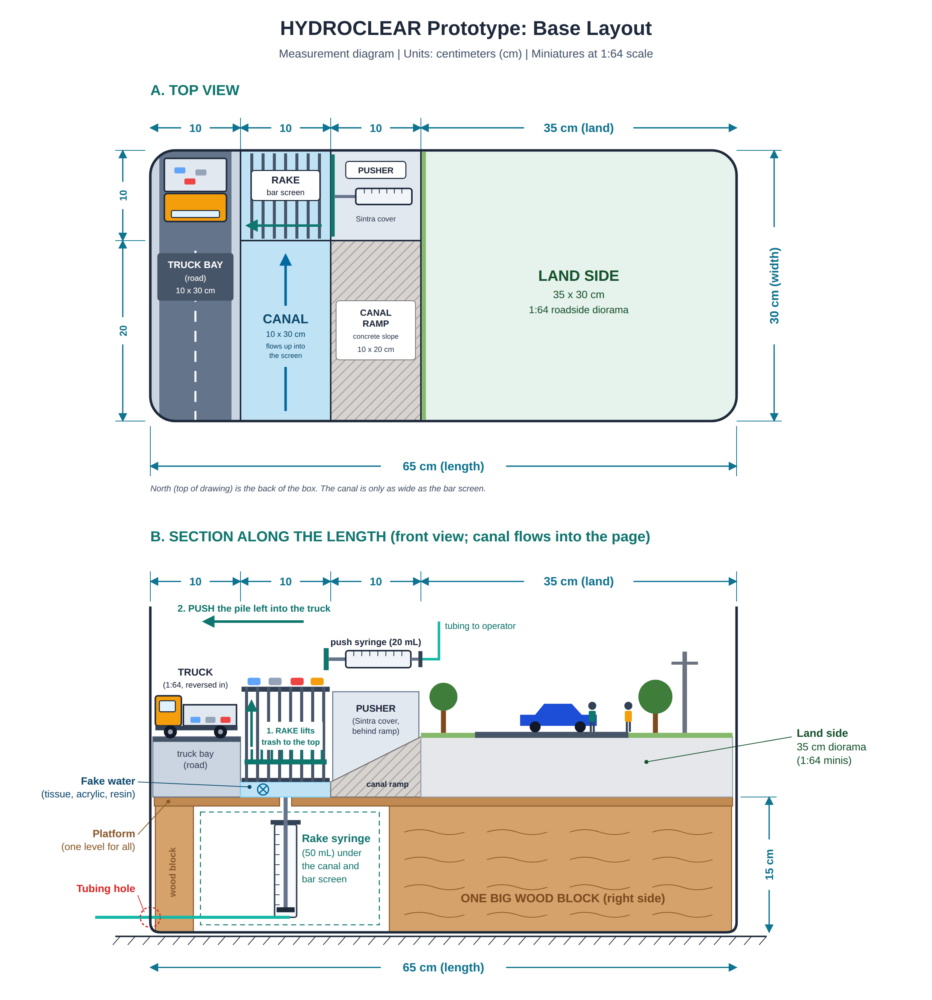 HYDROCLEAR Prototype: Base Layout
Measurement diagram | Units: centimeters (cm) | Miniatures at 1:64 scale
A. TOP VIEW
10
10
10
35 cm (land)
10
20
RAKE
bar screen
PUSHER
Sintra cover
TRUCK BAY
(road)
10 x 30 cm
CANAL
10 x 30 cm
flows up into
the screen
CANAL
RAMP
concrete slope
10 x 20 cm
LAND SIDE
35 x 30 cm
1:64 roadside diorama
30 cm (width)
65 cm (length)
North (top of drawing) is the back of the box. The canal is only as wide as the bar screen.
B. SECTION ALONG THE LENGTH (front view; canal flows into the page)
10
10
10
35 cm (land)
2. PUSH the pile left into the truck
tubing to operator
push syringe (20 mL)
TRUCK
(1:64, reversed in)
PUSHER
(Sintra cover,
behind ramp)
1. RAKE lifts
trash to the top
truck bay
(road)
canal ramp
Land side
35 cm diorama
(1:64 minis)
Fake water
(tissue, acrylic, resin)
Platform
(one level for all)
Tubing hole
wood block
Rake syringe
(50 mL) under
the canal and
bar screen
ONE BIG WOOD BLOCK (right side)
15 cm
65 cm (length)